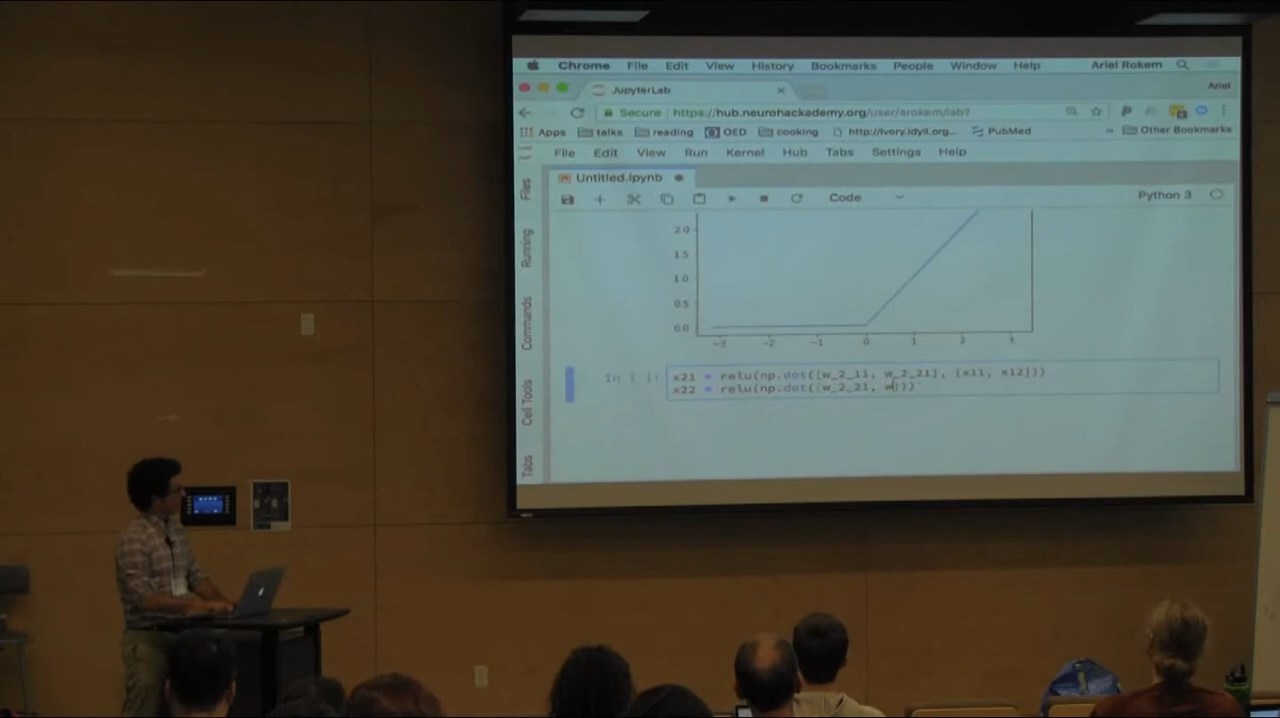 Chrome File Edit View History Bookmarks People Window Help Ariel Rokem
JupyterLab Ariel
Secure https://hub.neurohackademy.org/user/arokem/lab?
Apps talks reading OED cooking http://ivory.idyll.org... PubMed » Other Bookmarks
File Edit View Run Kernel Hub Tabs Settings Help
Untitled.ipynb
Code Python 3
Files
Running
Commands
Cell Tools
Tabs
2.0
1.5
1.0
0.5
0.0
−3 −2 −1 0 1 2 3
In [ ]: x21 = relu(np.dot([w_2_11, w_2_21], [x11, x12]))
x22 = relu(np.dot([w_2_21, w]))